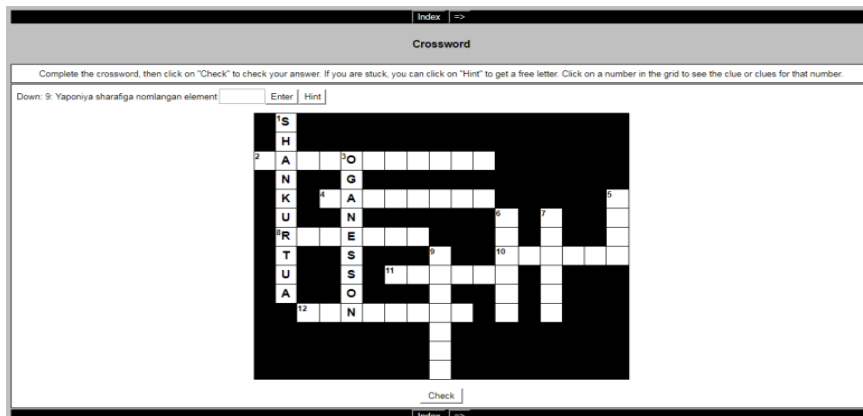 Index =>
Crossword
Complete the crossword, then click on "Check" to check your answer. If you are stuck, you can click on "Hint" to get a free letter. Click on a number in the grid to see the clue or clues for that number.
Down: 9: Yaponiya sharafiga nomlangan element Enter Hint
1 S
H
2 A 3 O
N G
K 4 A 5
U N 6 7
8 R E
T S 9 10
U S 11
A O
12 N
Check
Index =>